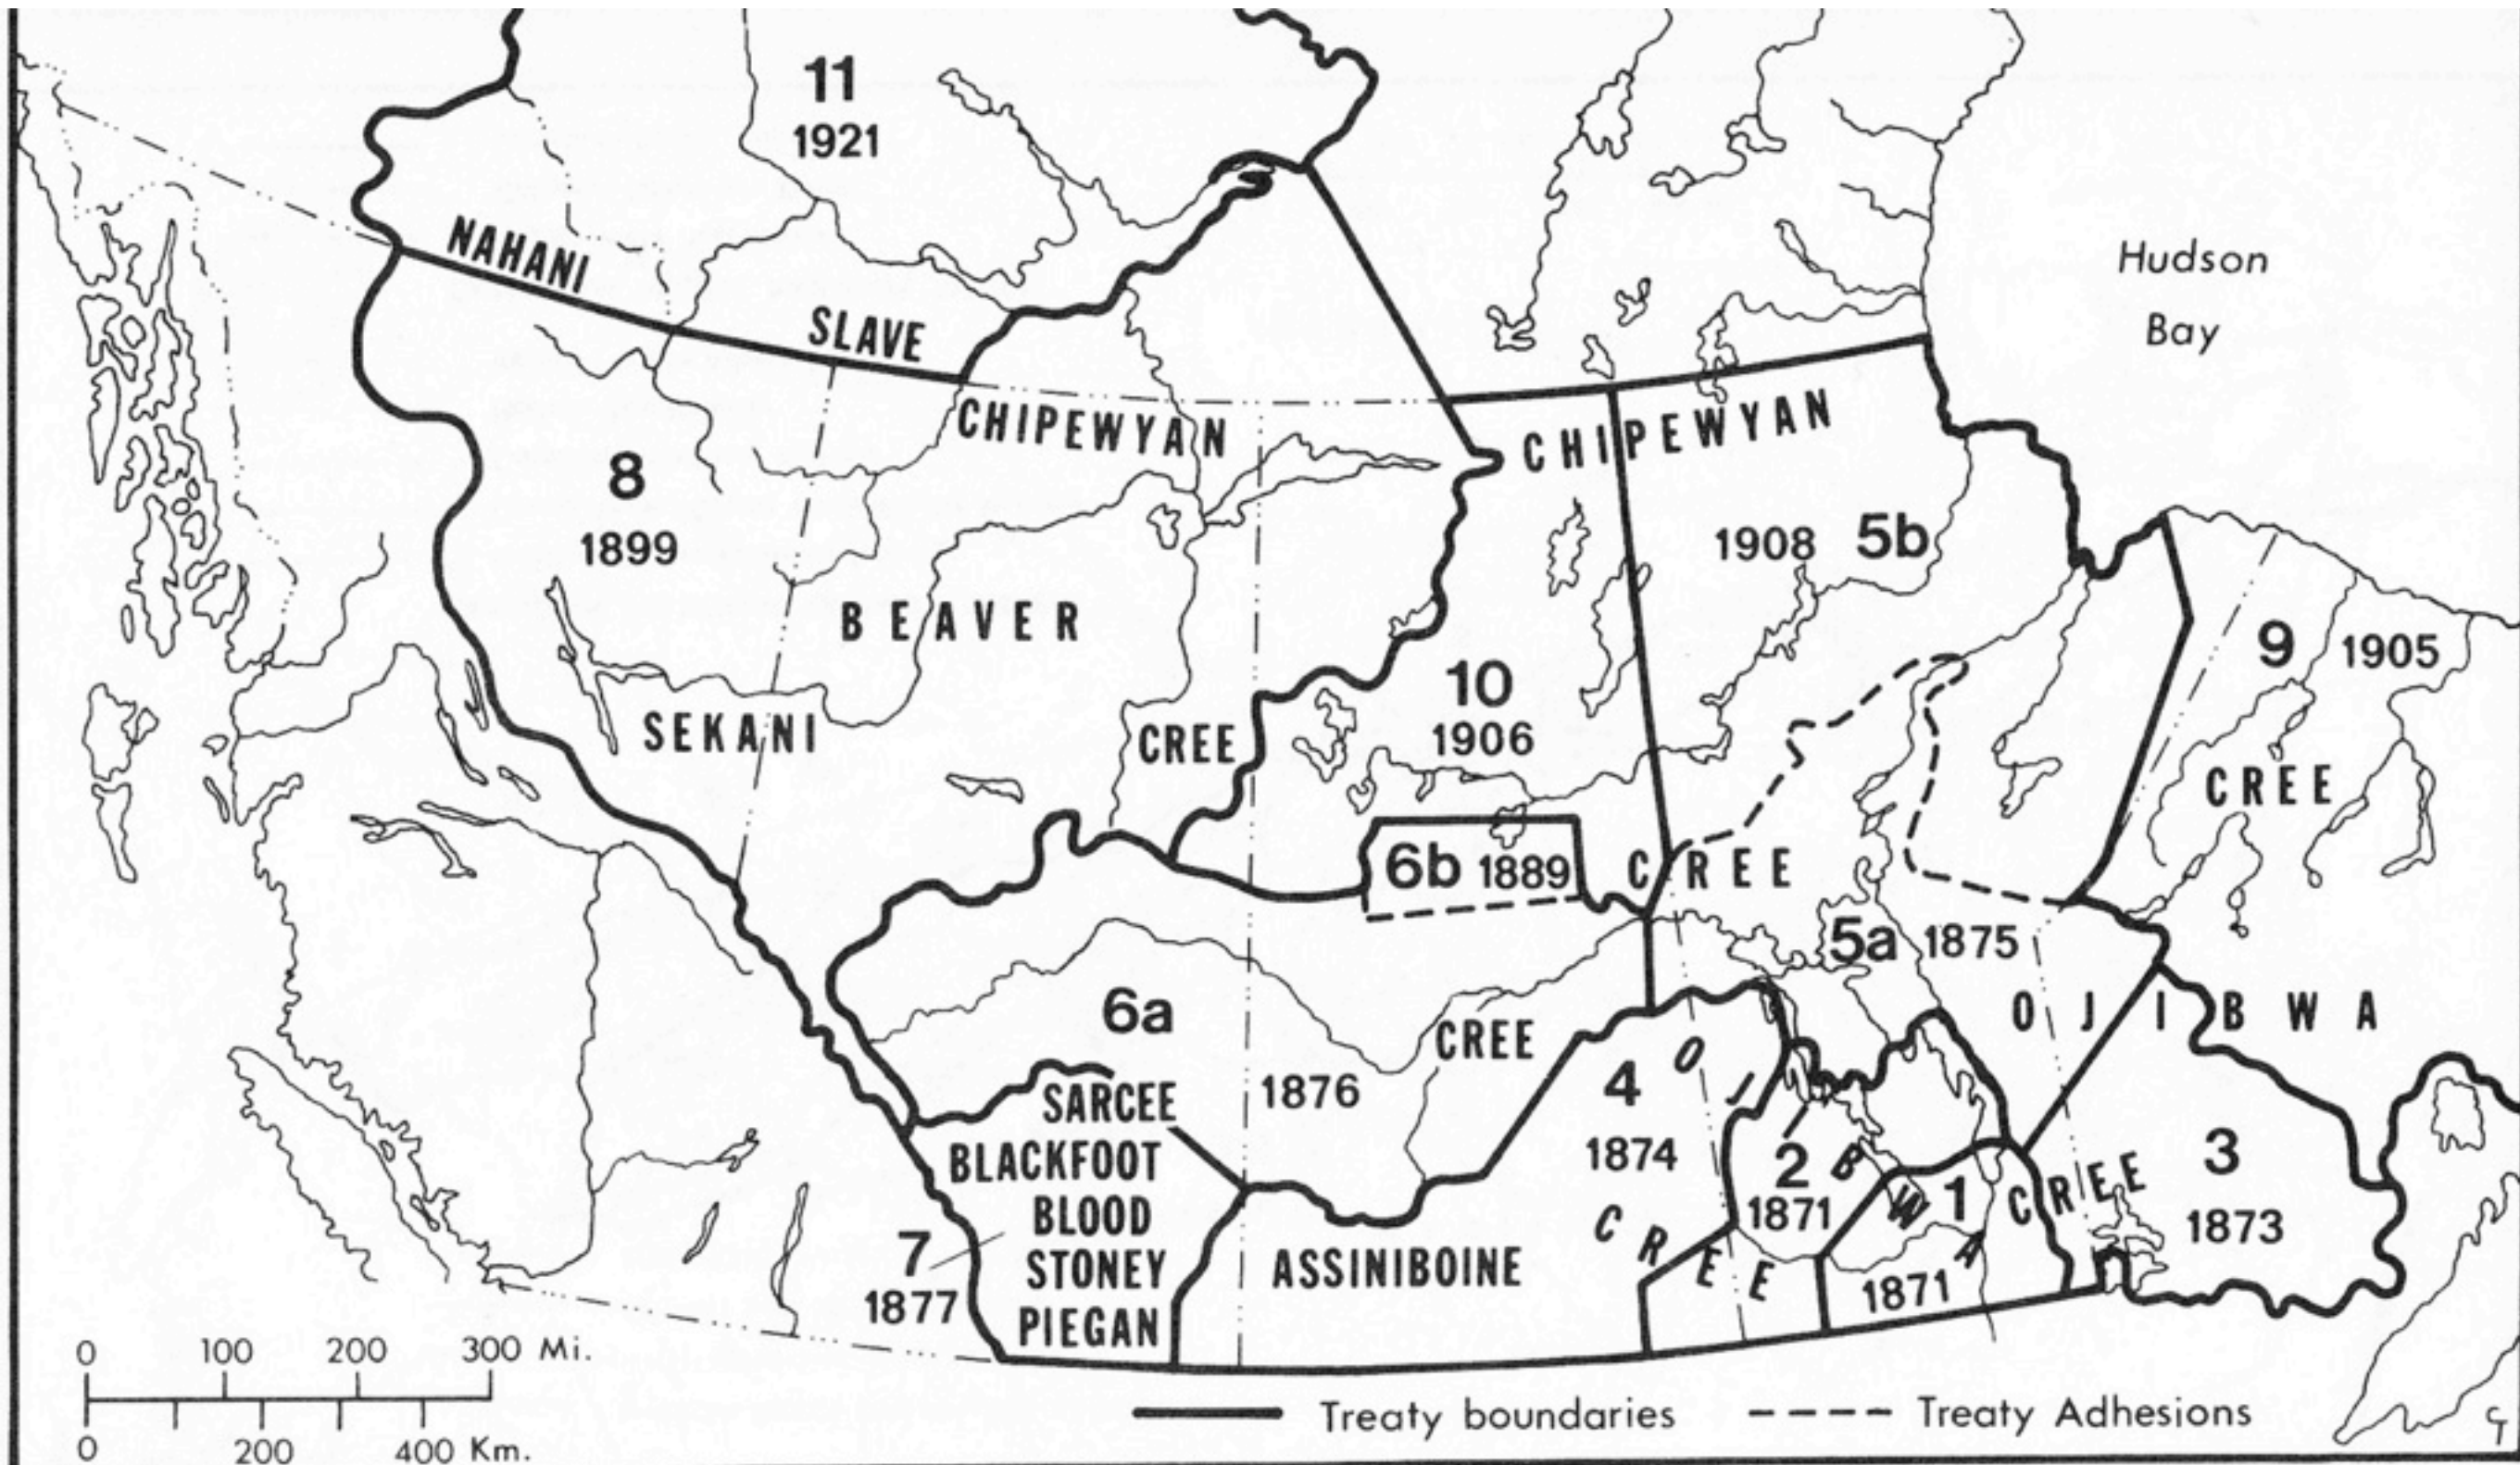 11
1921
Hudson
Bay
NAHANI
SLAVE
CHIPEWYAN
CHIPEWYAN
8
1899
1908 5b
BEAVER
9 1905
10
1906
SEKANI
CREE
CREE
6b 1889
CREE
5a 1875
6a
OJIBWA
CREE
1876
SARCEE
BLACKFOOT
BLOOD
STONEY
PIEGAN
4
1874
OJIBWA
2
1871
1
1871
CREE
3
1873
CREE
7
1877
ASSINIBOINE
0 100 200 300 Mi.
0 200 400 Km.
Treaty boundaries
Treaty Adhesions